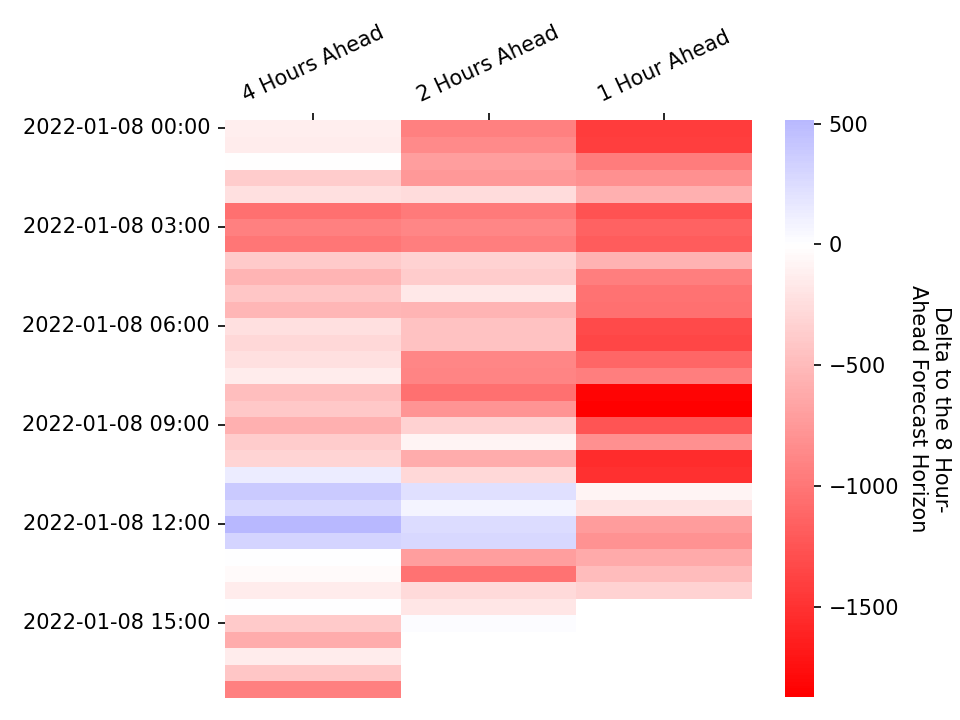 4 Hours Ahead
2 Hours Ahead
1 Hour Ahead
2022-01-08 00:00
2022-01-08 03:00
2022-01-08 06:00
2022-01-08 09:00
2022-01-08 12:00
2022-01-08 15:00
500
0
−500
−1000
−1500
Delta to the 8 Hour-
Ahead Forecast Horizon